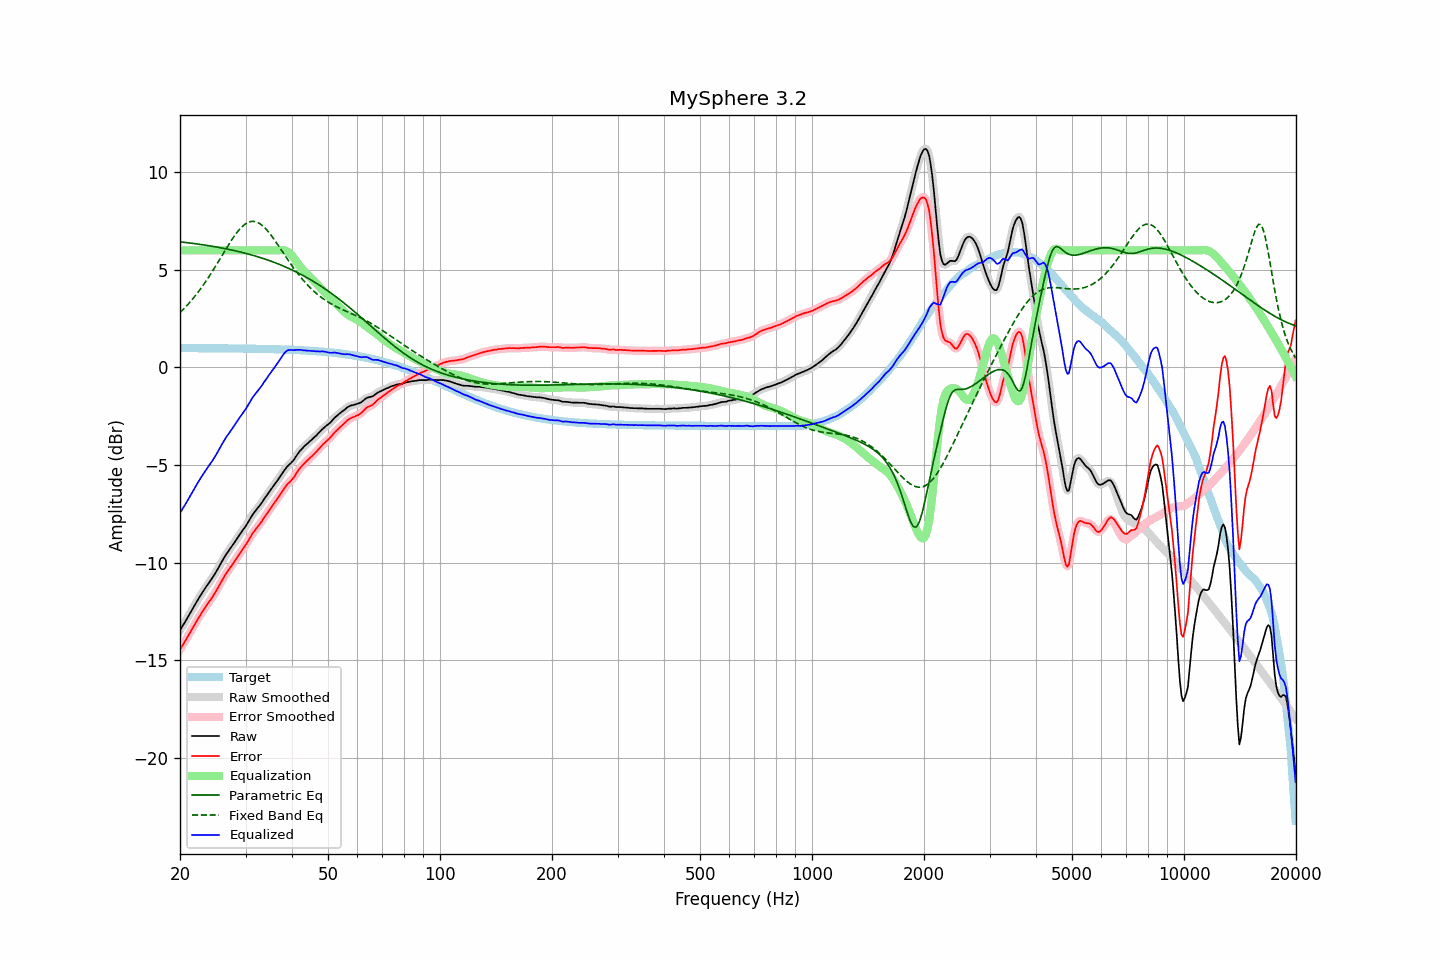 MySphere 3.2
10
5
0
−5
−10
−15
−20
Amplitude (dBr)
Target
Raw Smoothed
Error Smoothed
Raw
Error
Equalization
Parametric Eq
Fixed Band Eq
Equalized
20
50
100
200
500
1000
2000
5000
10000
20000
Frequency (Hz)